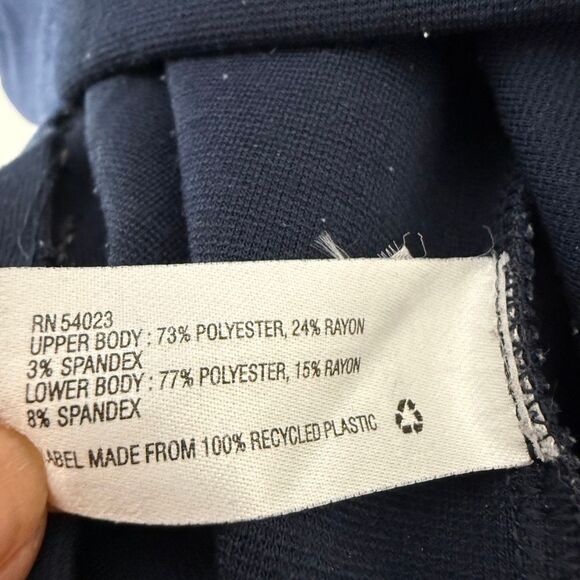 RN 54023
UPPER BODY : 73% POLYESTER, 24% RAYON
3% SPANDEX
LOWER BODY : 77% POLYESTER, 15% RAYON
8% SPANDEX
LABEL MADE FROM 100% RECYCLED PLASTIC